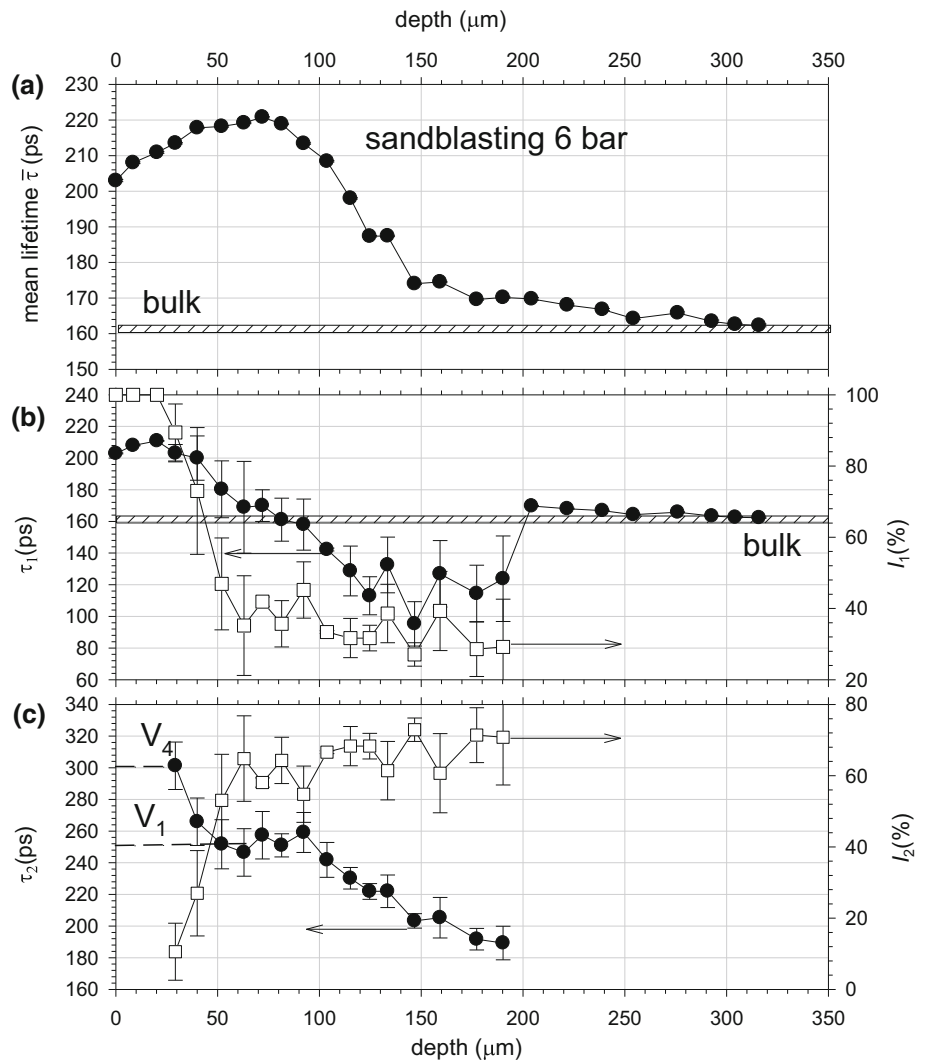 depth (μm)
0 50 100 150 200 250 300 350
(a)
230
220
210
200
190
180
170
160
150
mean lifetime τ̅ (ps)
sandblasting 6 bar
bulk
(b)
240
220
200
180
160
140
120
100
80
60
τ₁(ps)
bulk
100
80
60
40
20
I₁(%)
(c)
340
320
300
280
260
240
220
200
180
160
τ₂(ps)
V₄
V₁
80
60
40
20
0
I₂(%)
0 50 100 150 200 250 300 350
depth (μm)